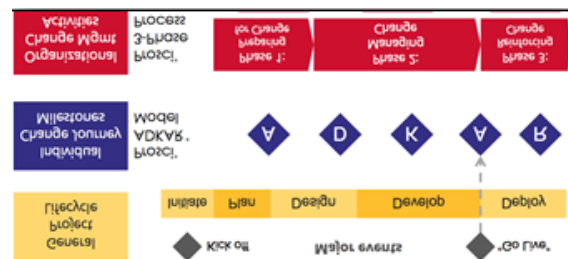 Kick off
Major events
"Go Live"
General
Project
Lifecycle
Initiate
Plan
Design
Develop
Deploy
Individual
Change Journey
Milestones
Prosci®
ADKAR®
Model
A
D
K
A
R
Organizational
Change Mgmt
Activities
Prosci®
3-Phase
Process
Phase 1:
Preparing
for Change
Phase 2:
Managing
Change
Phase 3:
Reinforcing
Change